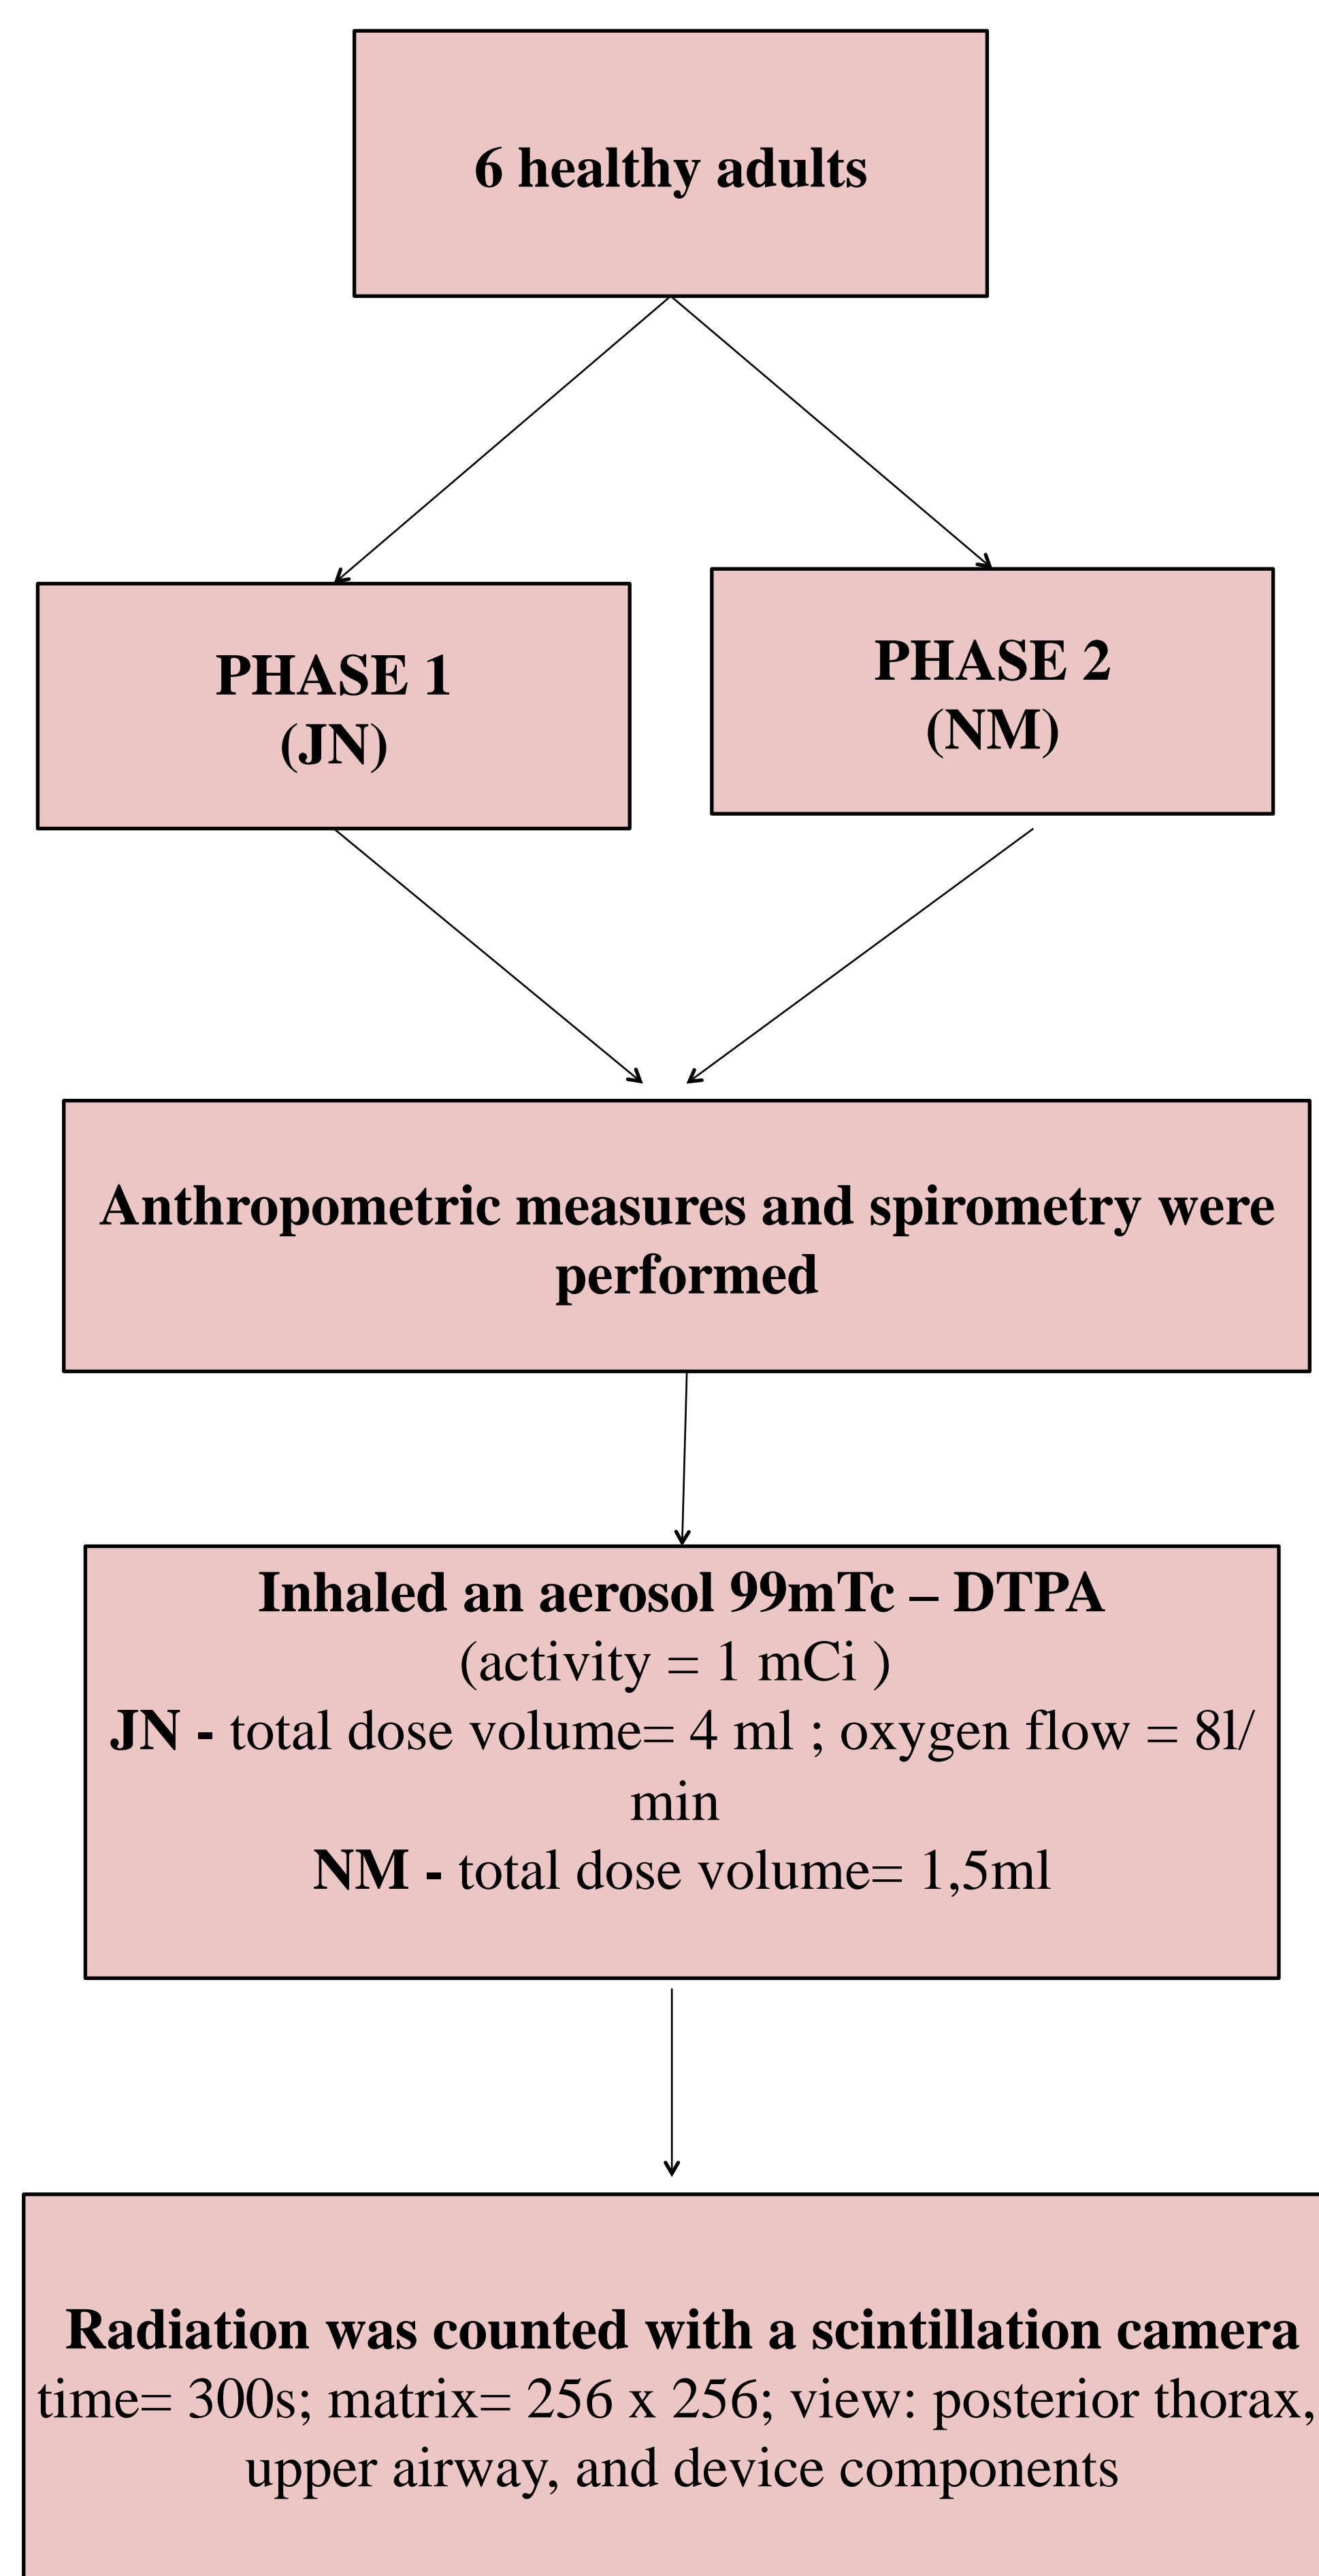 6 healthy adults
PHASE 1
(JN)
PHASE 2
(NM)
Anthropometric measures and spirometry were
performed
Inhaled an aerosol 99mTc – DTPA
(activity = 1 mCi )
JN - total dose volume= 4 ml ; oxygen flow = 8l/
min
NM - total dose volume= 1,5ml
Radiation was counted with a scintillation camera
time= 300s; matrix= 256 x 256; view: posterior thorax,
upper airway, and device components